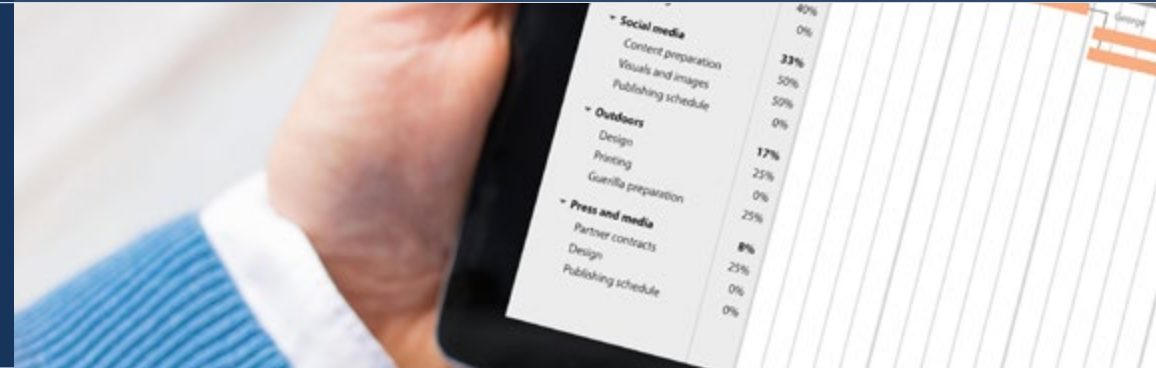 40%
0%
Social media 33%
Content preparation 50%
Visuals and images 50%
Publishing schedule 0%
Outdoors 17%
Design 25%
Printing 0%
Guerilla preparation 25%
Press and media 8%
Partner contracts 25%
Design 0%
Publishing schedule 0%
George